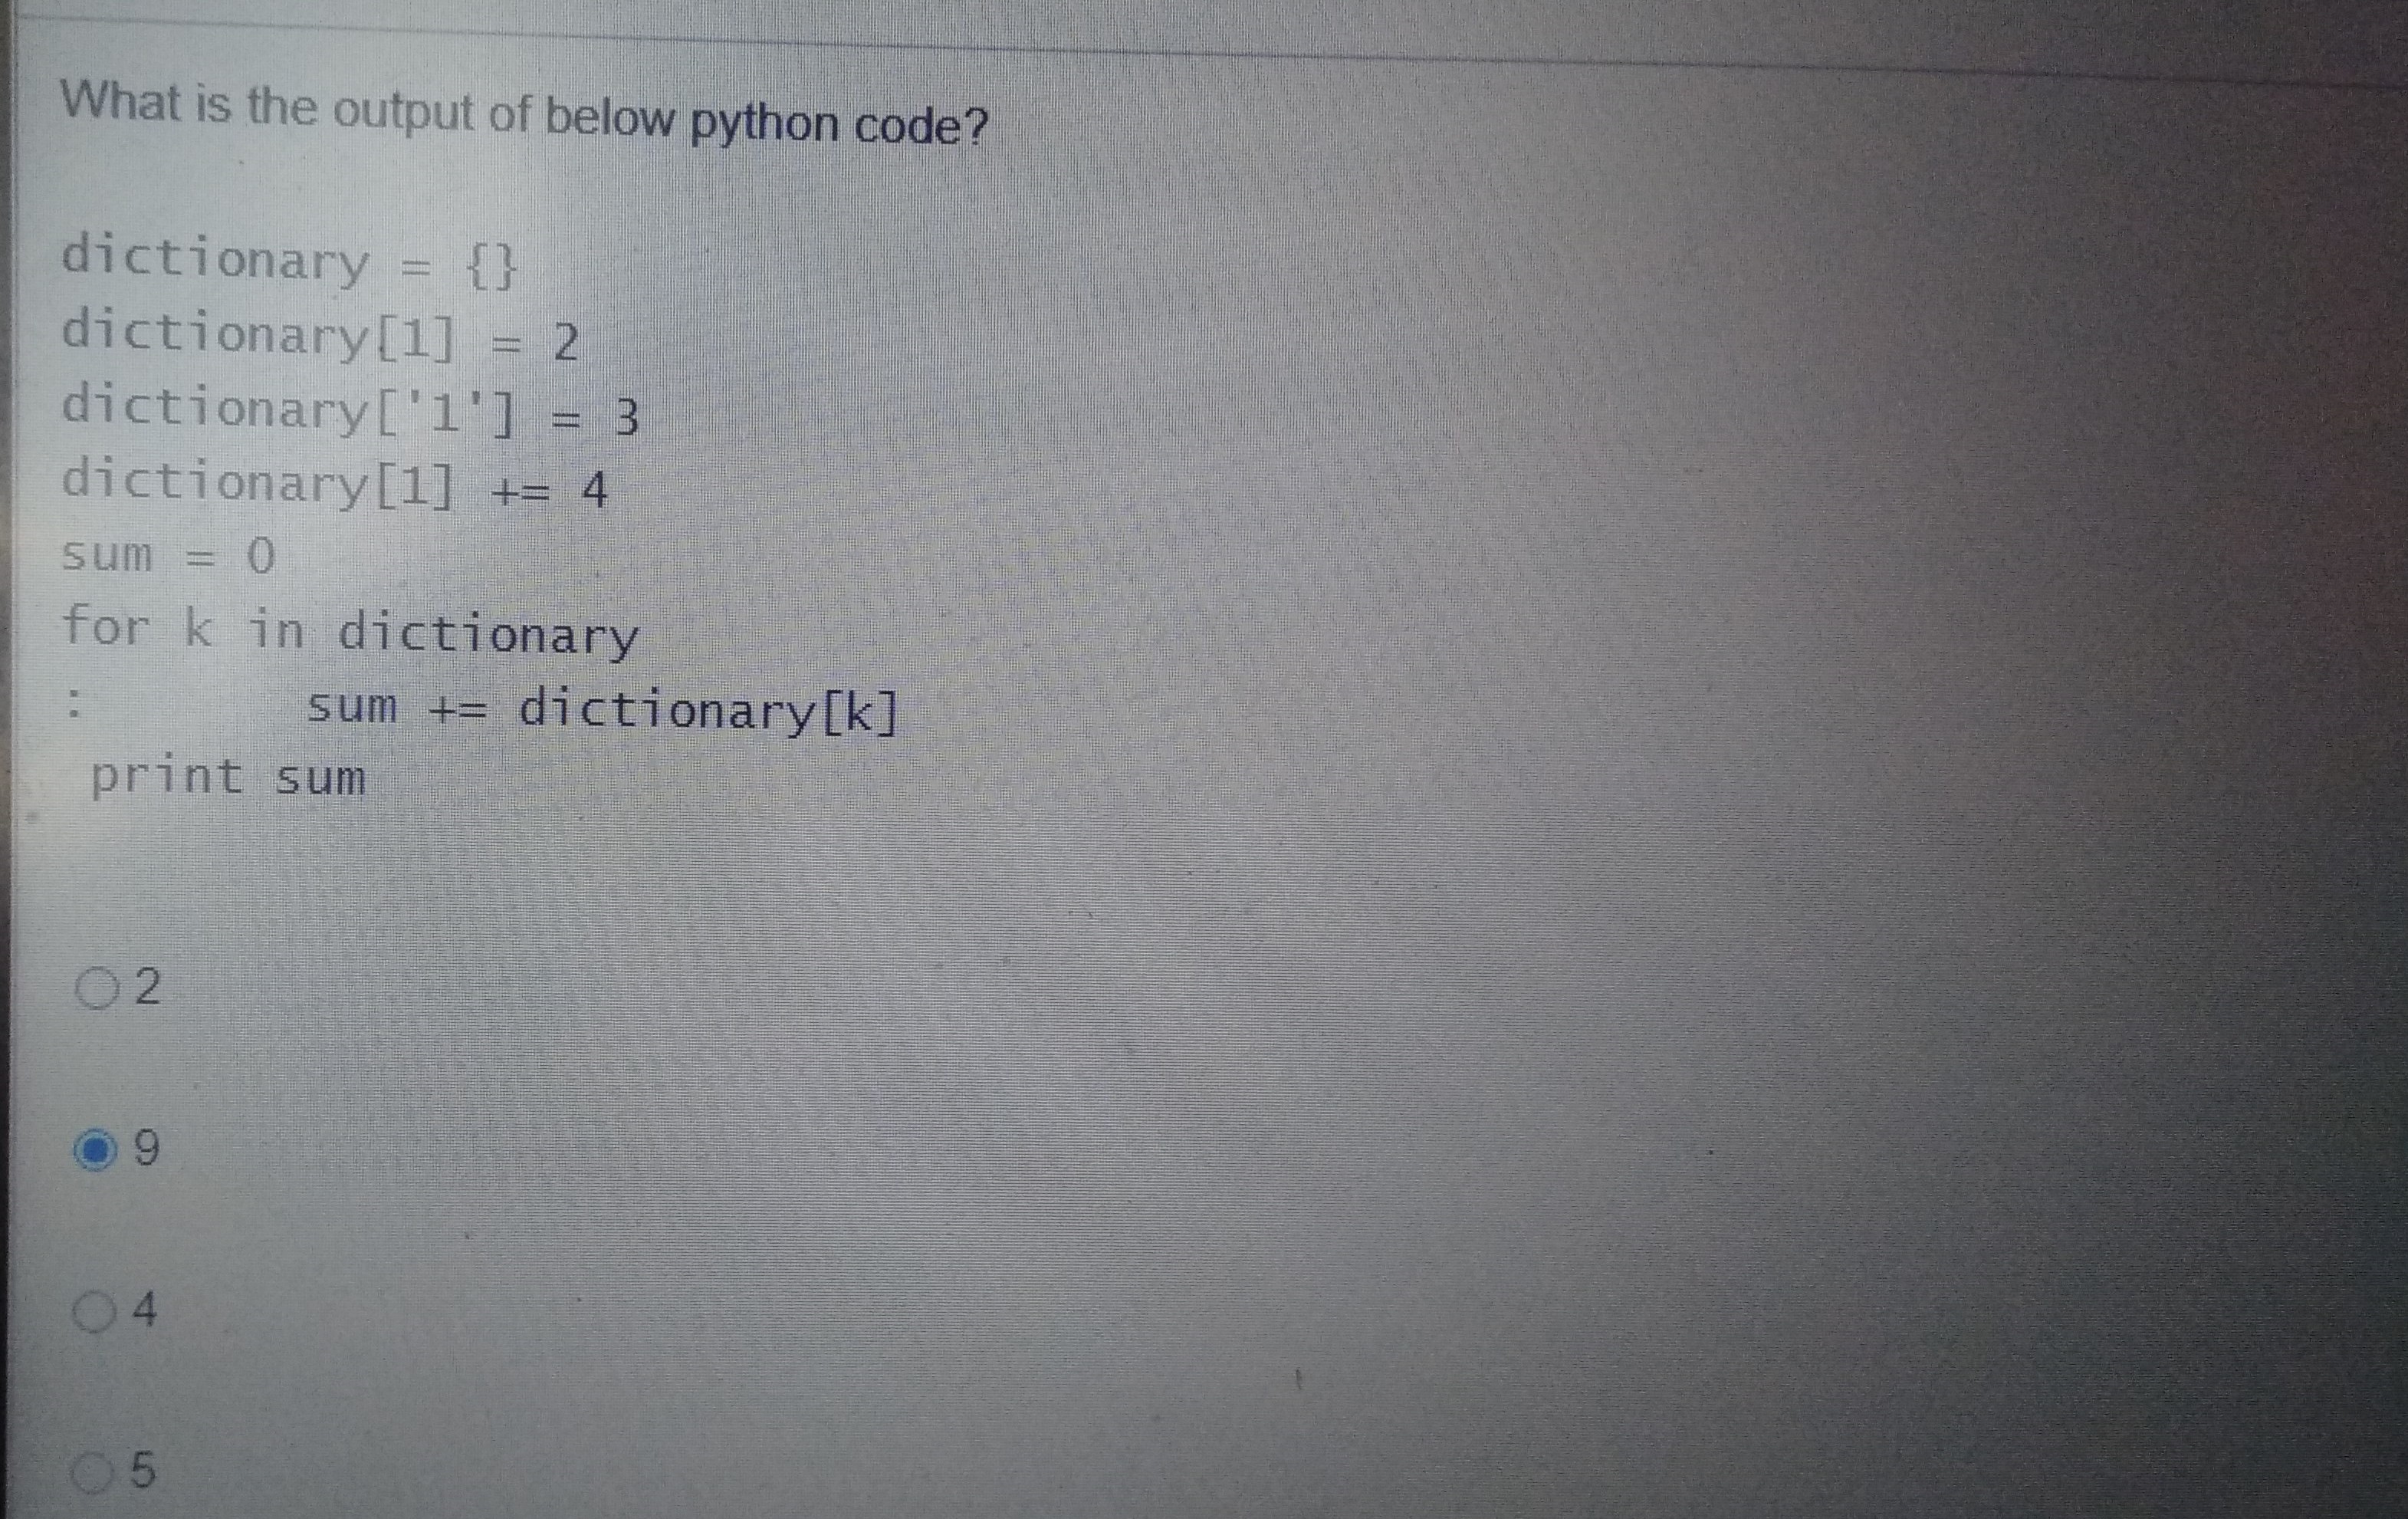 What is the output of below python code?
dictionary = {}
dictionary[1] = 2
dictionary['1'] = 3
dictionary[1] += 4
sum = 0
for k in dictionary
:        sum += dictionary[k]
 print sum
2
9
4
5